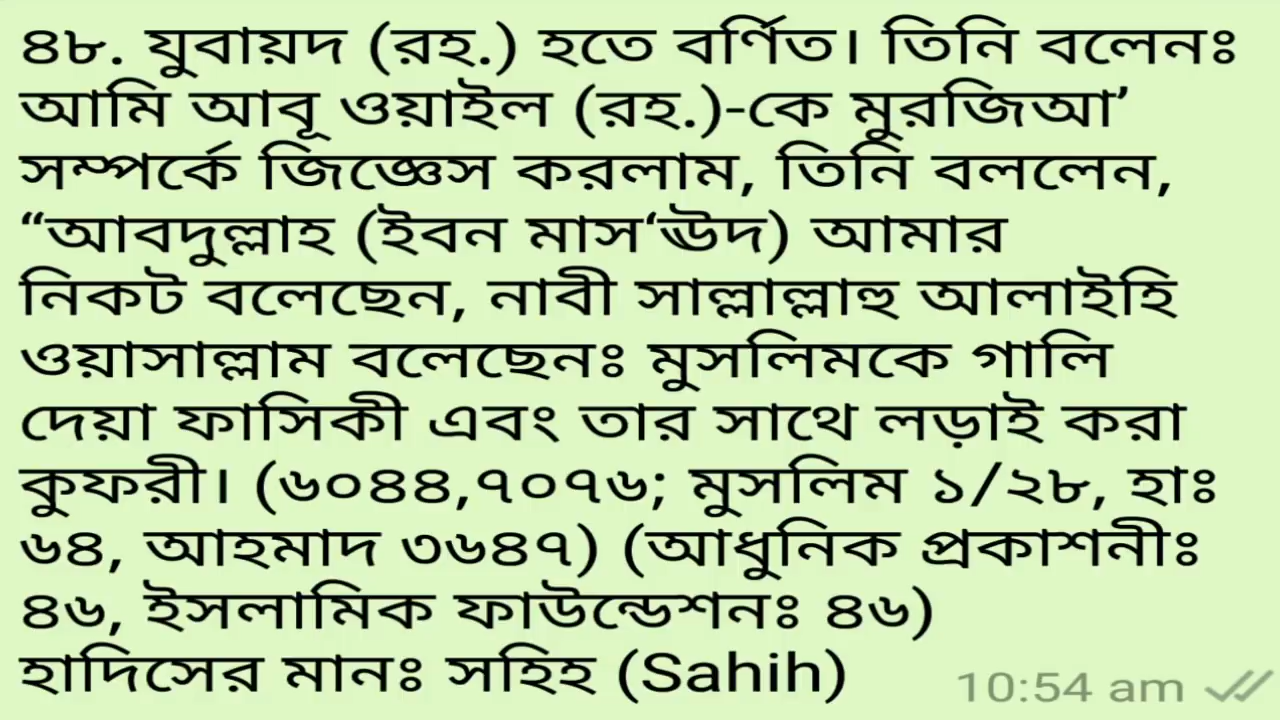 ৪৮. যুবায়দ (রহ.) হতে বর্ণিত। তিনি বলেনঃ
আমি আবূ ওয়াইল (রহ.)-কে মুরজিআ’
সম্পর্কে জিজ্ঞেস করলাম, তিনি বললেন,
“আবদুল্লাহ (ইবন মাস‘ঊদ) আমার
নিকট বলেছেন, নাবী সাল্লাল্লাহু আলাইহি
ওয়াসাল্লাম বলেছেনঃ মুসলিমকে গালি
দেয়া ফাসিকী এবং তার সাথে লড়াই করা
কুফরী। (৬০৪৪,৭০৭৬; মুসলিম ১/২৮, হাঃ
৬৪, আহমাদ ৩৬৪৭) (আধুনিক প্রকাশনীঃ
৪৬, ইসলামিক ফাউন্ডেশনঃ ৪৬)
হাদিসের মানঃ সহিহ (Sahih)
10:54 am